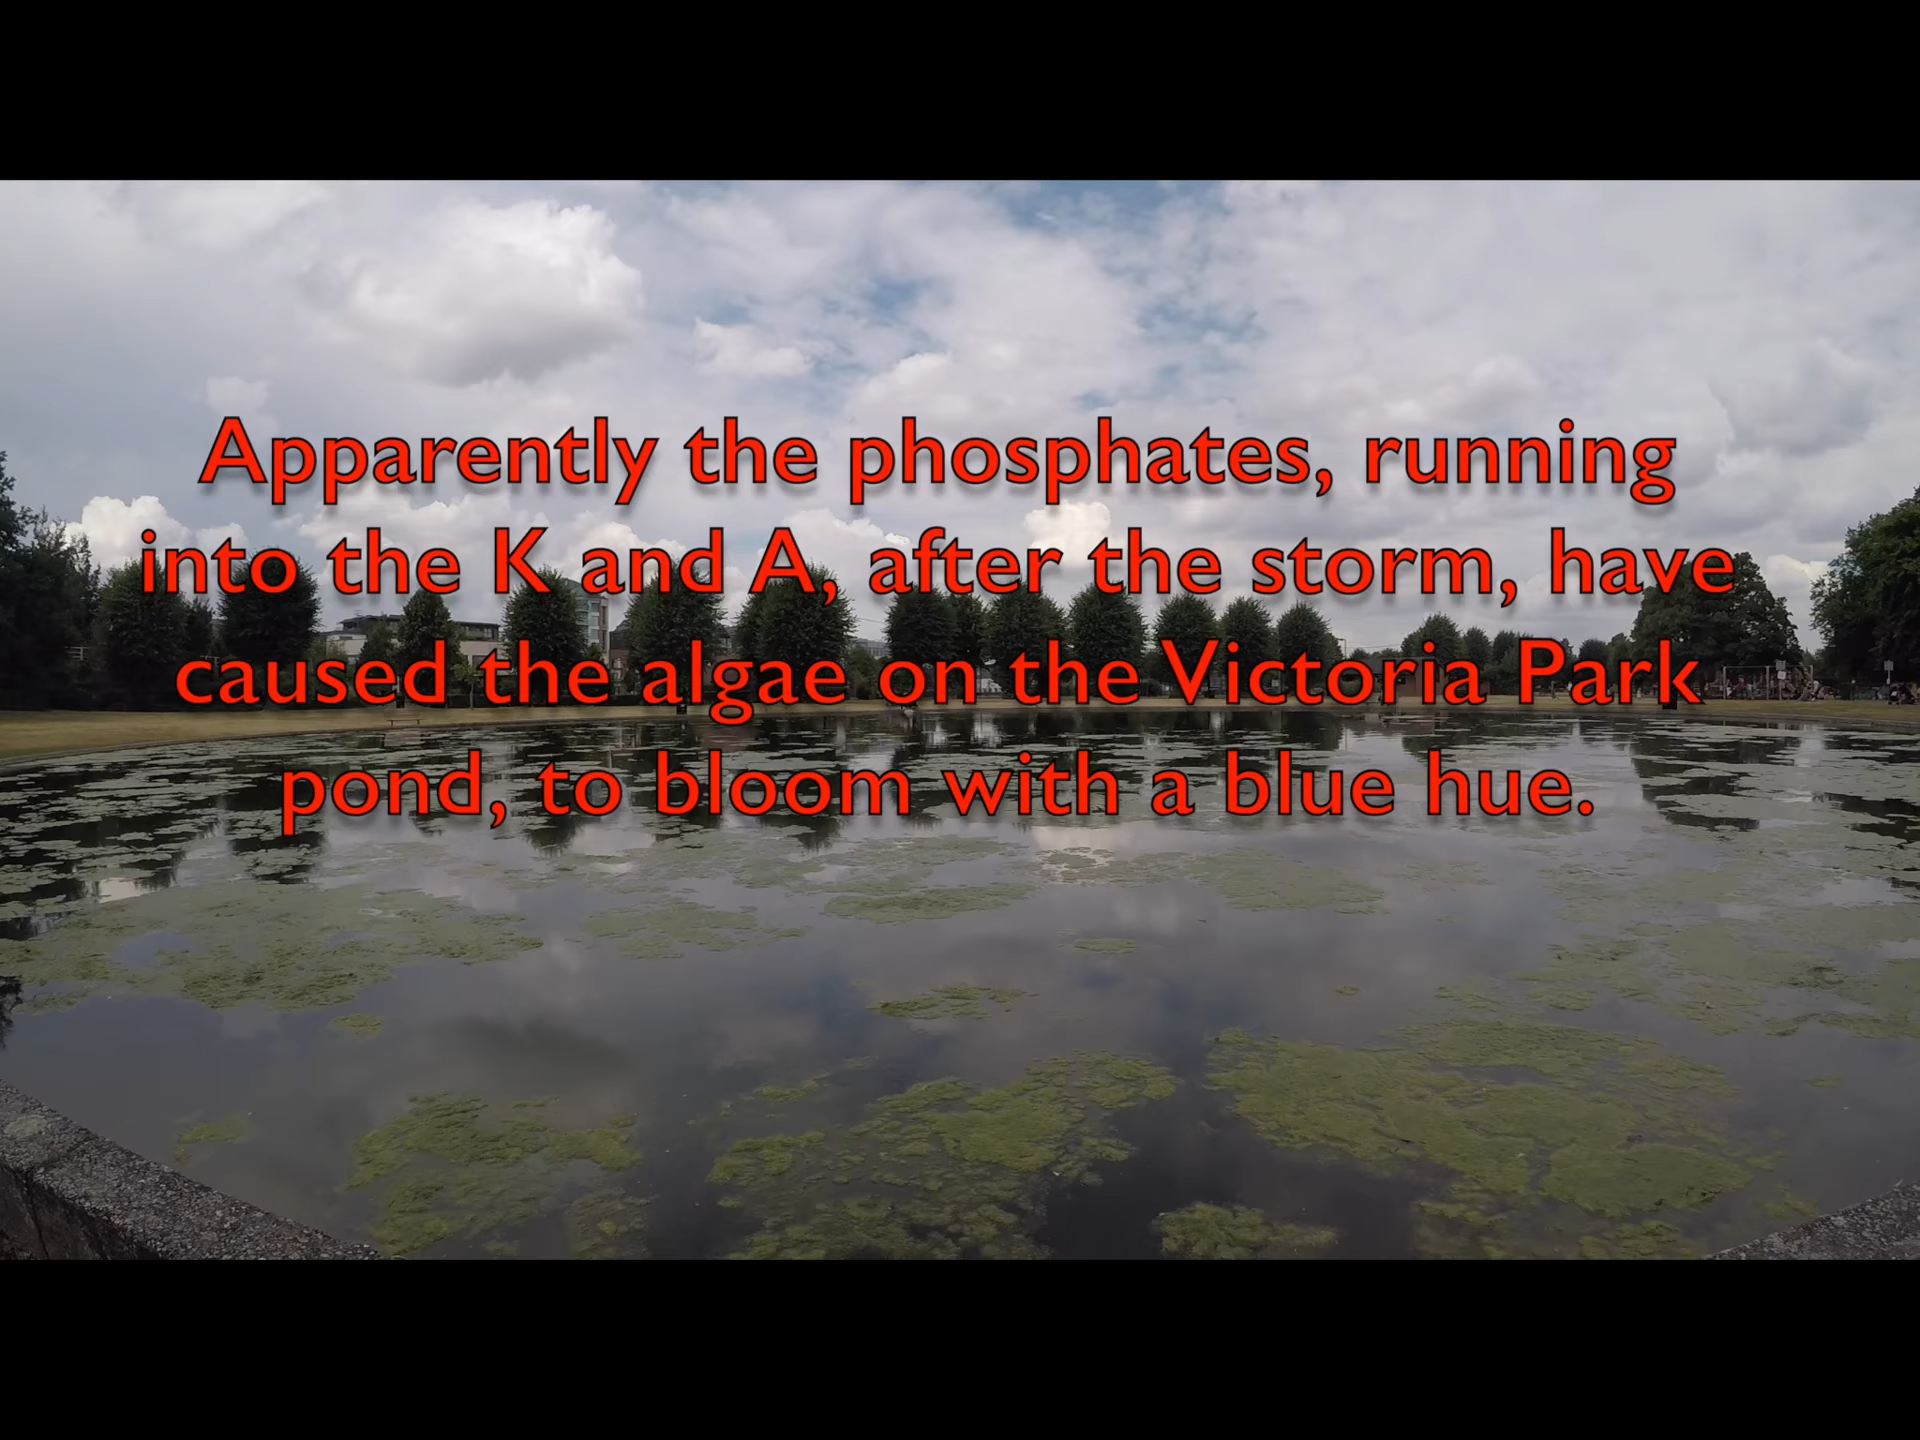 Apparently the phosphates, running
into the K and A, after the storm, have
caused the algae on the Victoria Park
pond, to bloom with a blue hue.